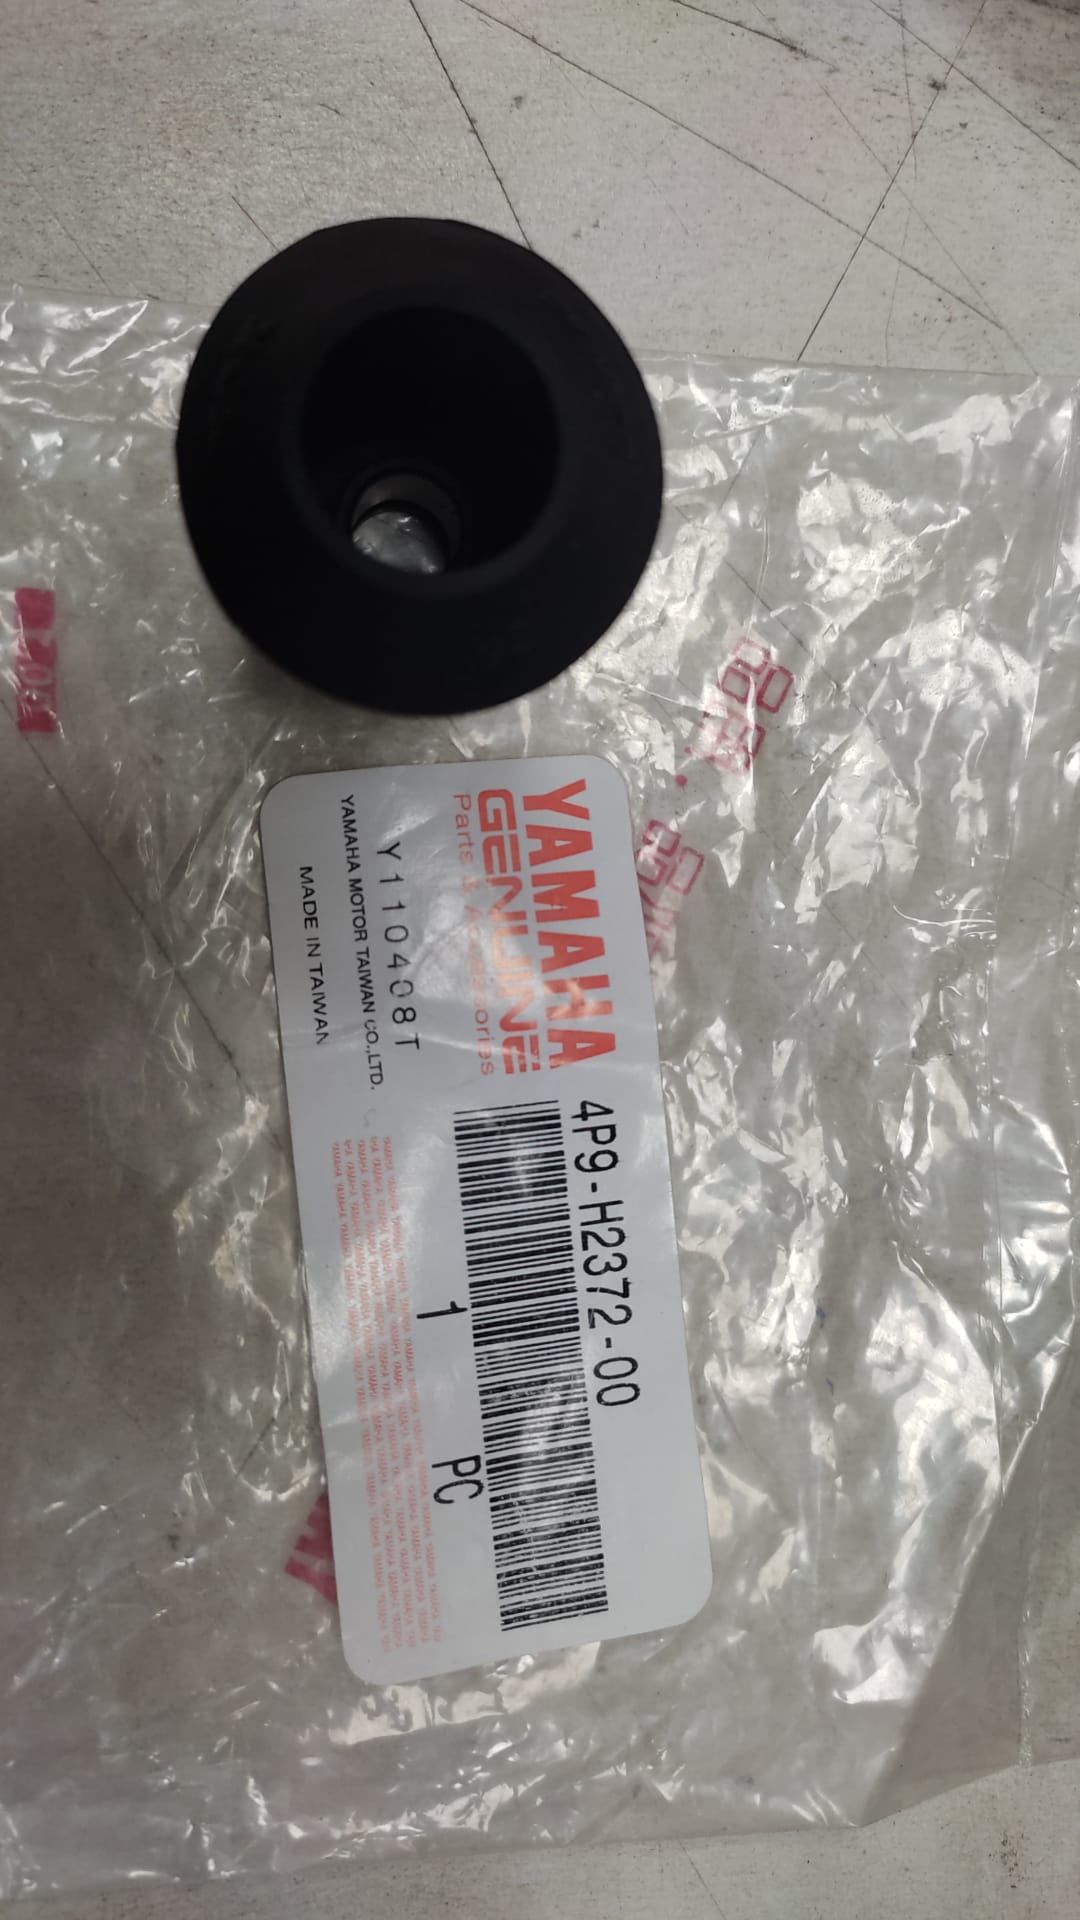 YAMAHA
GENUINE
Parts & Accessories
4P9-H2372-00
1 PC
Y110408T
YAMAHA MOTOR TAIWAN CO.,LTD.
MADE IN TAIWAN